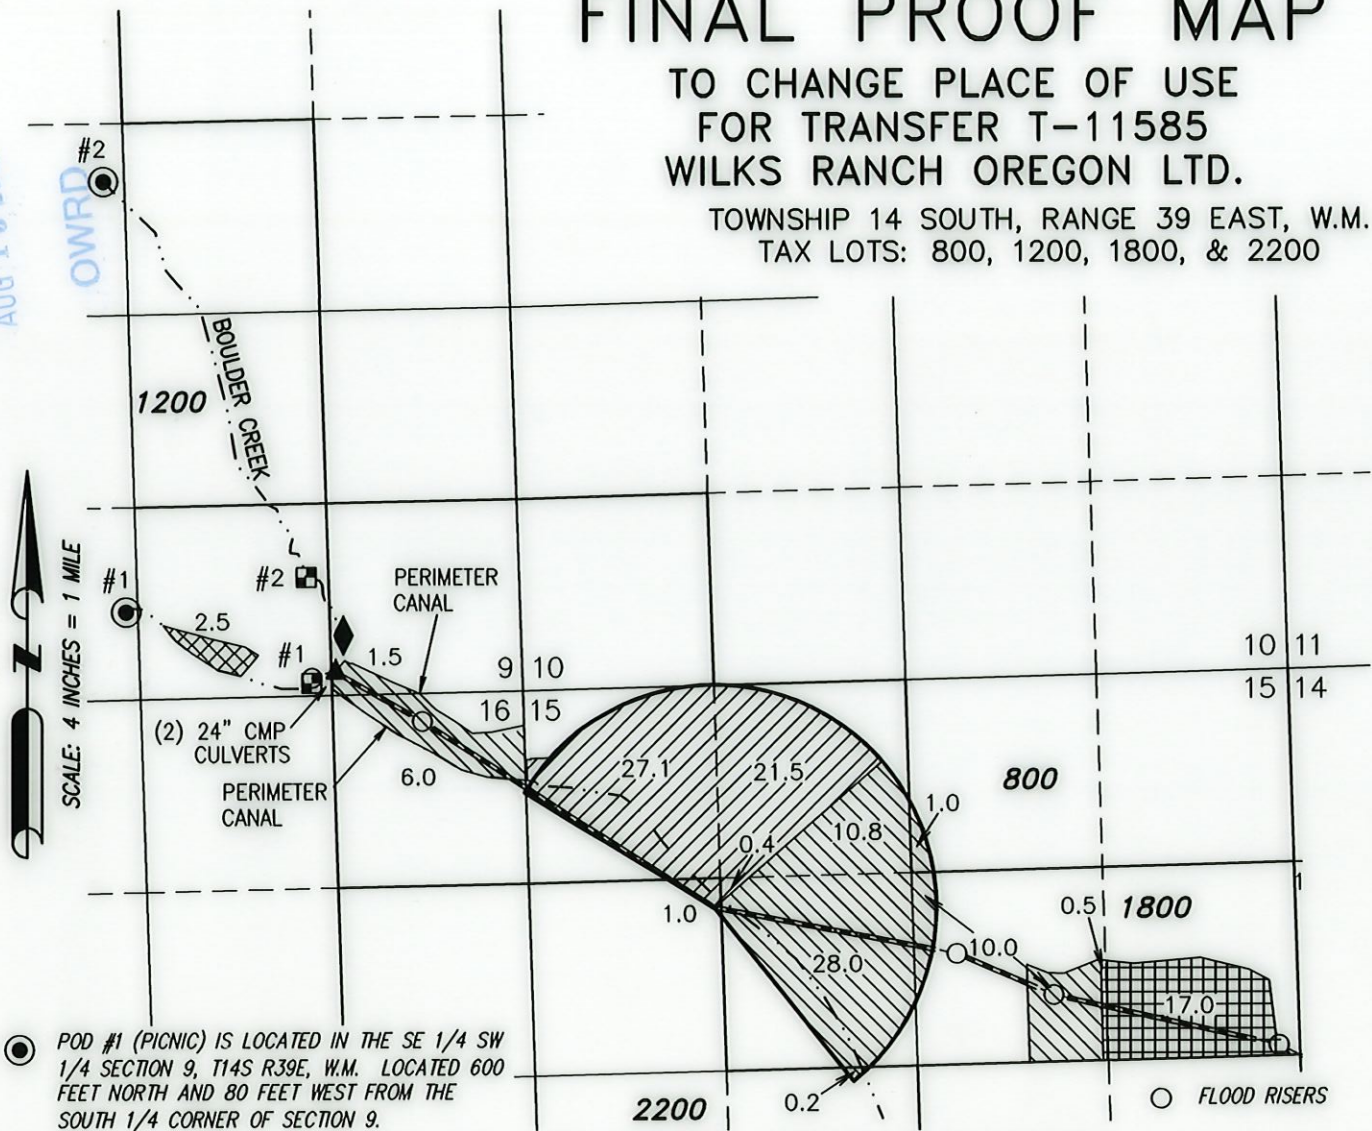 FINAL PROOF MAP
TO CHANGE PLACE OF USE
FOR TRANSFER T-11585
WILKS RANCH OREGON LTD.
TOWNSHIP 14 SOUTH, RANGE 39 EAST, W.M.
TAX LOTS: 800, 1200, 1800, & 2200
OWRD
#2
BOULDER CREEK
1200
SCALE: 4 INCHES = 1 MILE
N
#1
#2
PERIMETER
CANAL
2.5
#1
1.5
9 10
16 15
10 11
15 14
(2) 24" CMP
CULVERTS
PERIMETER
CANAL
6.0
27.1
21.5
800
1.0
10.8
0.4
1.0
0.5
1800
1
10.0
28.0
17.0
0.2
2200
POD #1 (PICNIC) IS LOCATED IN THE SE 1/4 SW
1/4 SECTION 9, T14S R39E, W.M. LOCATED 600
FEET NORTH AND 80 FEET WEST FROM THE
SOUTH 1/4 CORNER OF SECTION 9.
FLOOD RISERS